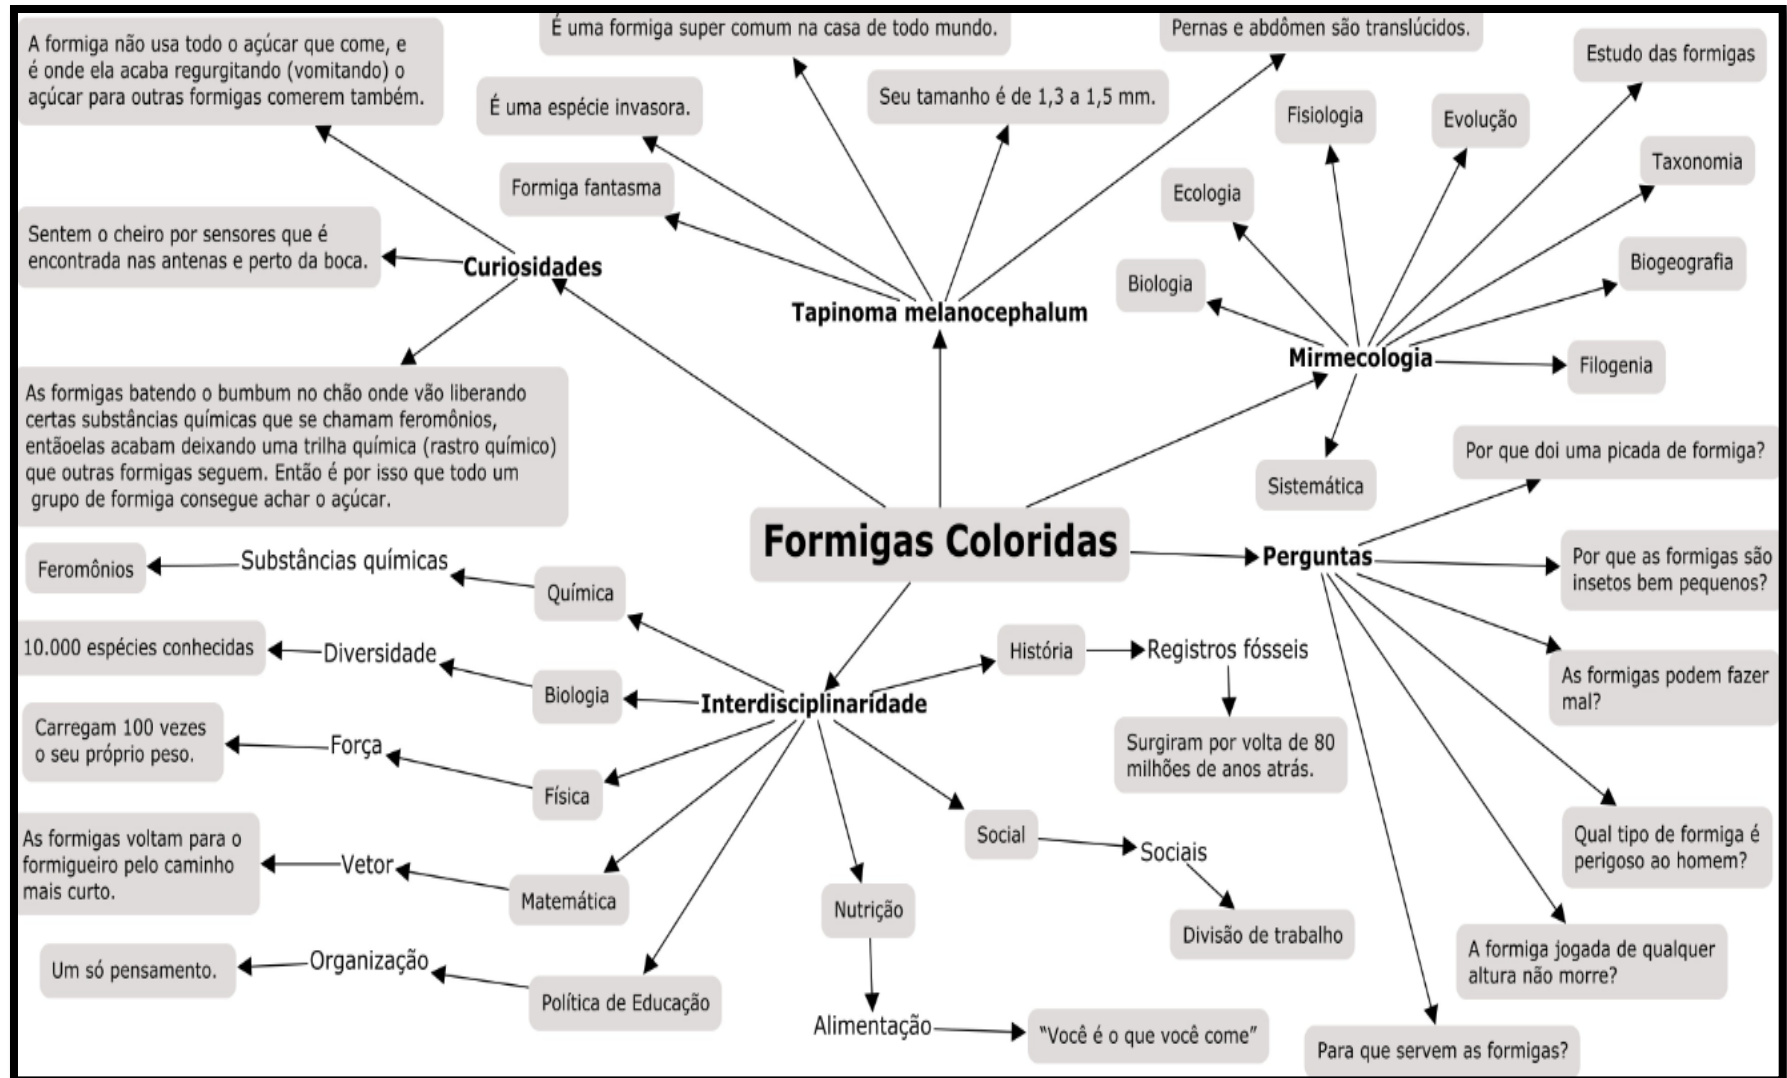 A formiga não usa todo o açúcar que come, e
é onde ela acaba regurgitando (vomitando) o
açúcar para outras formigas comerem também.
Sentem o cheiro por sensores que é
encontrada nas antenas e perto da boca.
Curiosidades
As formigas batendo o bumbum no chão onde vão liberando
certas substâncias químicas que se chamam feromônios,
entãoelas acabam deixando uma trilha química (rastro químico)
que outras formigas seguem. Então é por isso que todo um
grupo de formiga consegue achar o açúcar.
É uma formiga super comum na casa de todo mundo.
Pernas e abdômen são translúcidos.
É uma espécie invasora.
Seu tamanho é de 1,3 a 1,5 mm.
Formiga fantasma
Tapinoma melanocephalum
Estudo das formigas
Fisiologia
Evolução
Taxonomia
Ecologia
Biogeografia
Biologia
Mirmecologia
Filogenia
Sistemática
Formigas Coloridas
Perguntas
Por que doi uma picada de formiga?
Por que as formigas são
insetos bem pequenos?
As formigas podem fazer
mal?
Qual tipo de formiga é
perigoso ao homem?
A formiga jogada de qualquer
altura não morre?
Para que servem as formigas?
Interdisciplinaridade
Química
Substâncias químicas
Feromônios
Biologia
Diversidade
10.000 espécies conhecidas
Física
Força
Carregam 100 vezes
o seu próprio peso.
Matemática
Vetor
As formigas voltam para o
formigueiro pelo caminho
mais curto.
Política de Educação
Organização
Um só pensamento.
Nutrição
Alimentação
“Você é o que você come”
Social
Sociais
Divisão de trabalho
História
Registros fósseis
Surgiram por volta de 80
milhões de anos atrás.